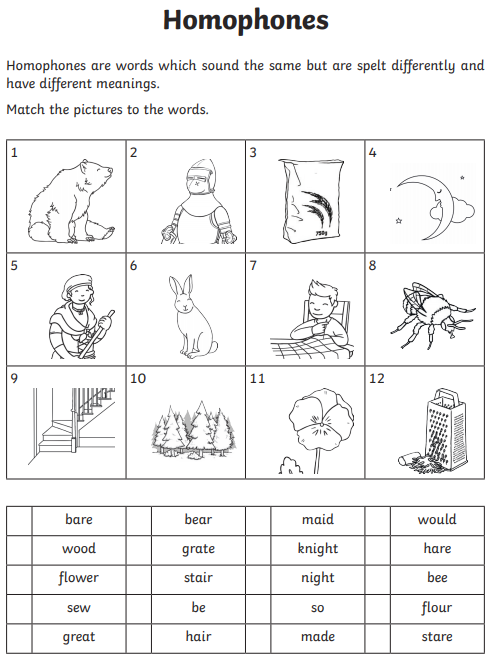 Homophones
Homophones are words which sound the same but are spelt differently and
have different meanings.
Match the pictures to the words.
1 2 3 4
750g
5 6 7 8
9 10 11 12
bare bear maid would
wood grate knight hare
flower stair night bee
sew be so flour
great hair made stare